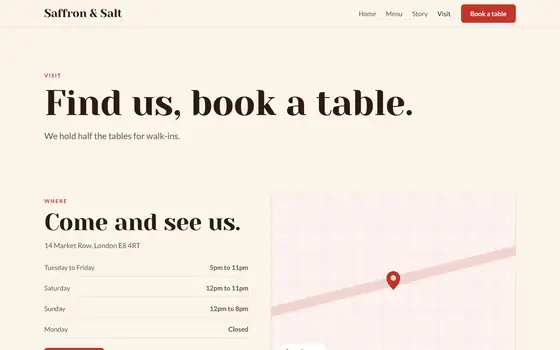 Saffron & Salt
Home Menu Story Visit Book a table
VISIT
Find us, book a table.
We hold half the tables for walk-ins.
WHERE
Come and see us.
14 Market Row, London E8 4RT
Tuesday to Friday 5pm to 11pm
Saturday 12pm to 11pm
Sunday 12pm to 8pm
Monday Closed